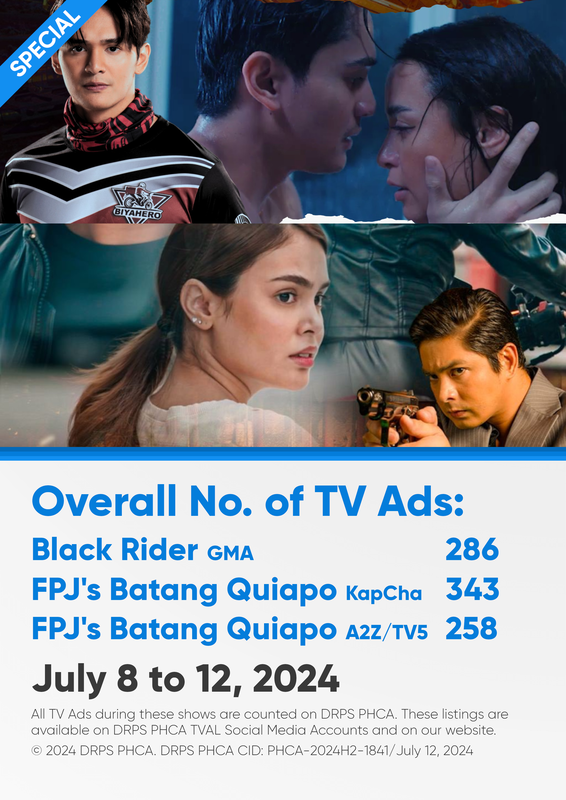 SPECIAL
BIYAHERO
Overall No. of TV Ads:
Black Rider GMA 286
FPJ's Batang Quiapo KapCha 343
FPJ's Batang Quiapo A2Z/TV5 258
July 8 to 12, 2024
All TV Ads during these shows are counted on DRPS PHCA. These listings are
available on DRPS PHCA TVAL Social Media Accounts and on our website.
© 2024 DRPS PHCA. DRPS PHCA CID: PHCA-2024H2-1841/July 12, 2024